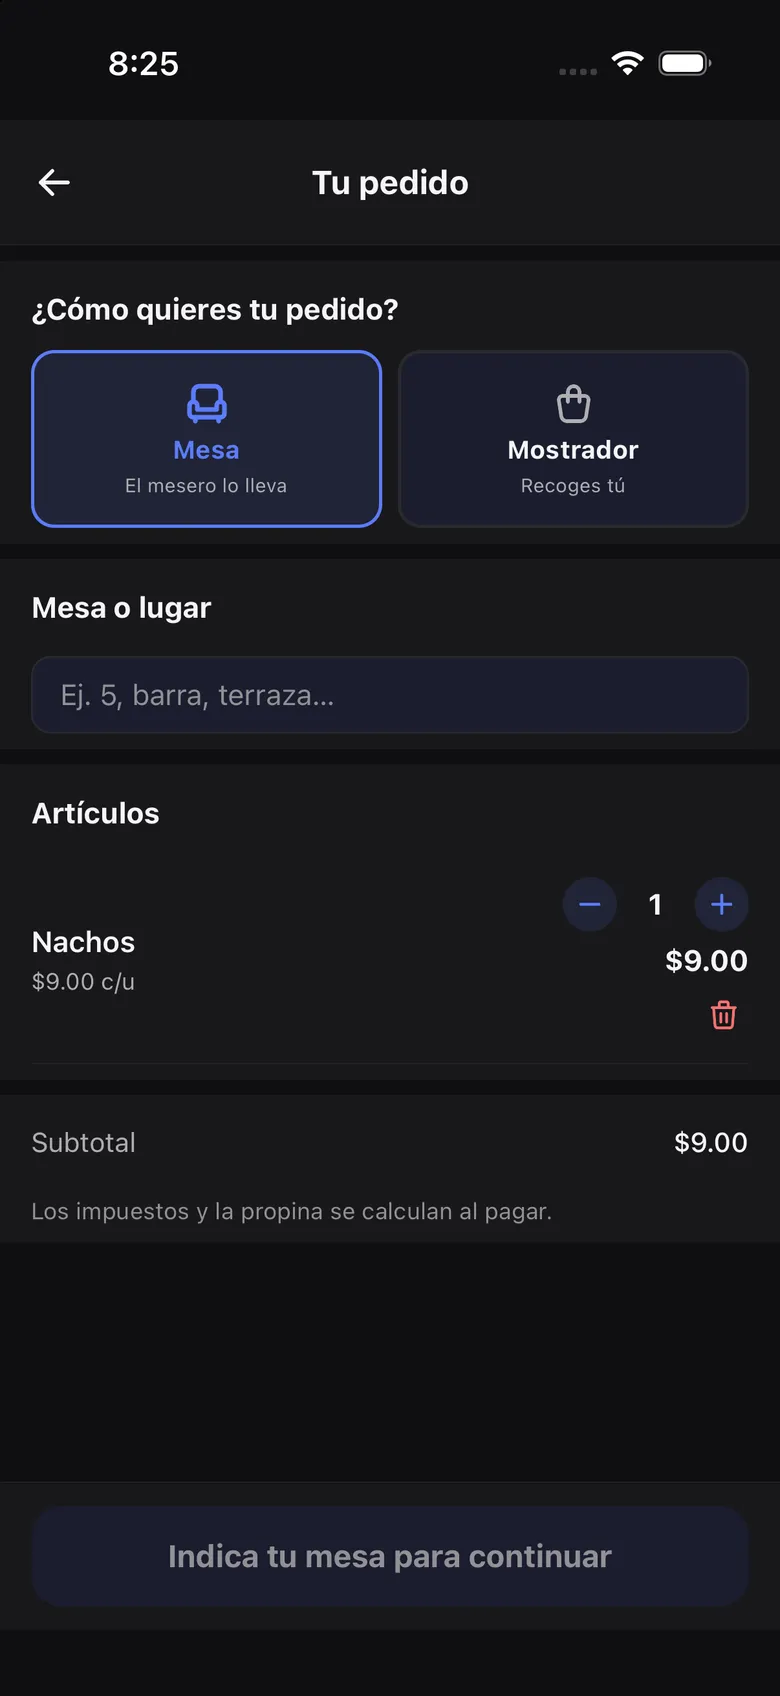 8:25
Tu pedido
¿Cómo quieres tu pedido?
Mesa
El mesero lo lleva
Mostrador
Recoges tú
Mesa o lugar
Ej. 5, barra, terraza...
Artículos
1
Nachos
$9.00
$9.00 c/u
Subtotal
$9.00
Los impuestos y la propina se calculan al pagar.
Indica tu mesa para continuar